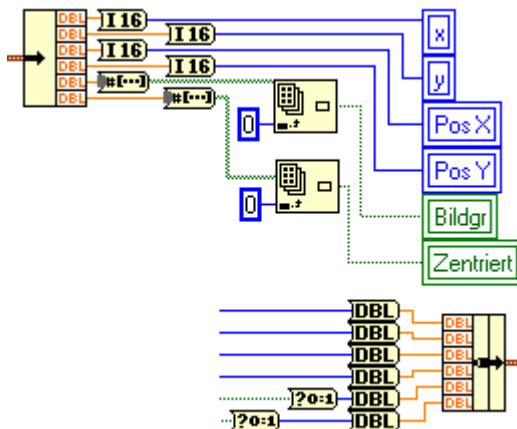 DBL I16 x
DBL I16
DBL I16 y
DBL I16
DBL #[···]
DBL #[···]
0 Pos X
Pos Y
0 Bildgr
Zentriert
DBL DBL
DBL DBL
DBL DBL
DBL DBL
?0:1 DBL DBL
?0:1 DBL DBL